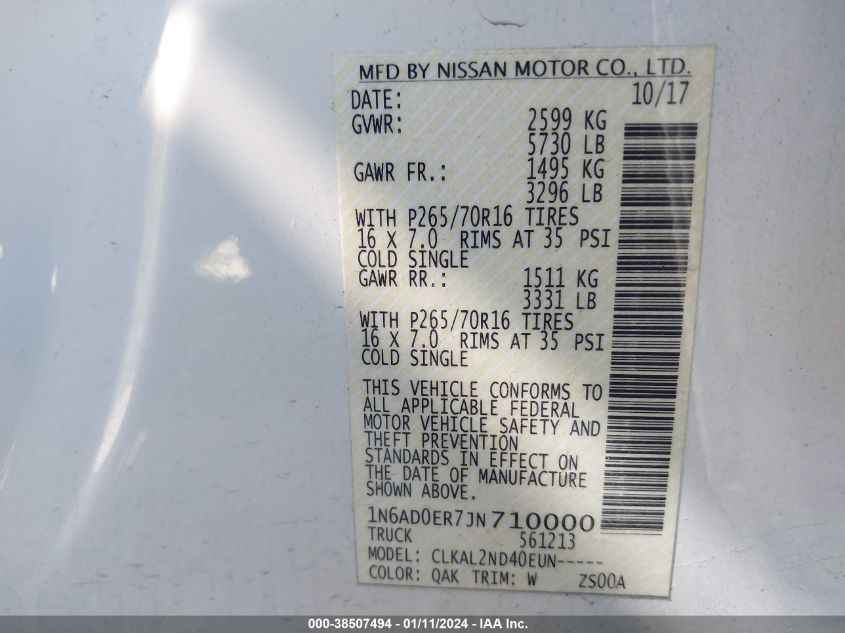 MFD BY NISSAN MOTOR CO., LTD.
DATE: 10/17
GVWR: 2599 KG
5730 LB
GAWR FR.: 1495 KG
3296 LB
WITH P265/70R16 TIRES
16 X 7.0 RIMS AT 35 PSI
COLD SINGLE
GAWR RR.: 1511 KG
3331 LB
WITH P265/70R16 TIRES
16 X 7.0 RIMS AT 35 PSI
COLD SINGLE
THIS VEHICLE CONFORMS TO
ALL APPLICABLE FEDERAL
MOTOR VEHICLE SAFETY AND
THEFT PREVENTION
STANDARDS IN EFFECT ON
THE DATE OF MANUFACTURE
SHOWN ABOVE.
1N6AD0ER7JN710000
TRUCK 561213
MODEL: CLKAL2ND40EUN-----
COLOR: QAK TRIM: W ZS00A
000-38507494 - 01/11/2024 - IAA Inc.